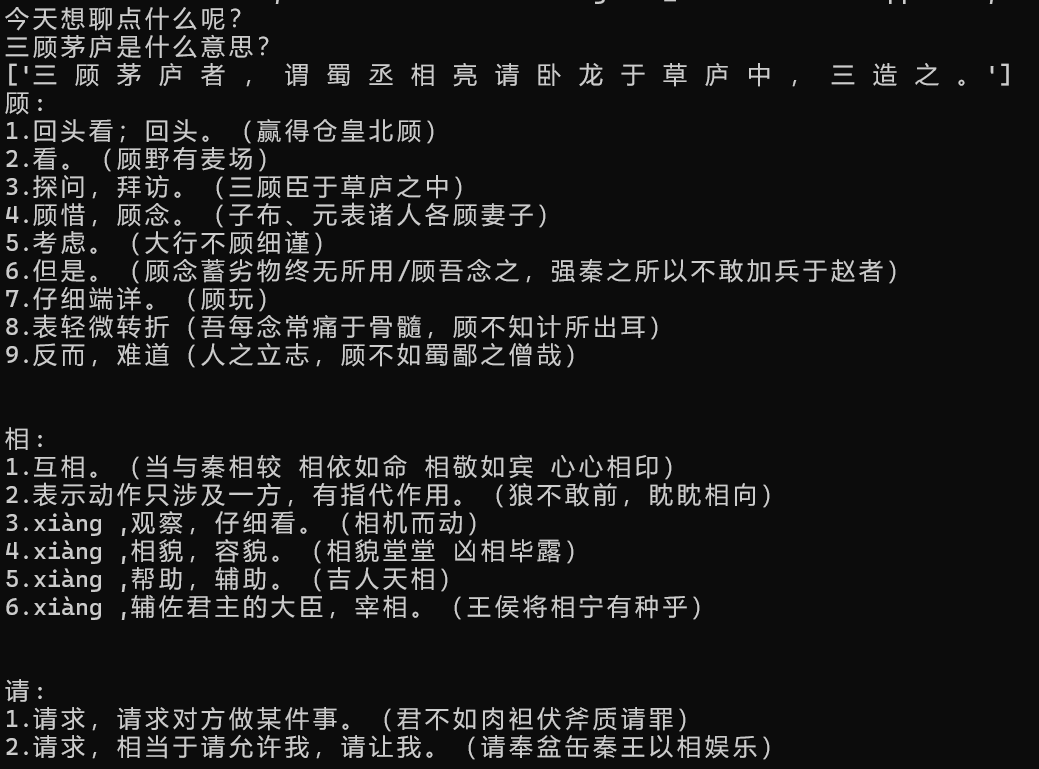 今天想聊点什么呢？
三顾茅庐是什么意思？
['三 顾 茅 庐 者 ， 谓 蜀 丞 相 亮 请 卧 龙 于 草 庐 中 ， 三 造 之 。']
顾：
1.回头看；回头。（赢得仓皇北顾）
2.看。（顾野有麦场）
3.探问，拜访。（三顾臣于草庐之中）
4.顾惜，顾念。（子布、元表诸人各顾妻子）
5.考虑。（大行不顾细谨）
6.但是。（顾念蓄劣物终无所用/顾吾念之，强秦之所以不敢加兵于赵者）
7.仔细端详。（顾玩）
8.表轻微转折（吾每念常痛于骨髓，顾不知计所出耳）
9.反而，难道（人之立志，顾不如蜀鄙之僧哉）
相：
1.互相。（当与秦相较 相依如命 相敬如宾 心心相印）
2.表示动作只涉及一方，有指代作用。（狼不敢前，眈眈相向）
3.xiàng ,观察，仔细看。（相机而动）
4.xiàng ,相貌，容貌。（相貌堂堂 凶相毕露）
5.xiàng ,帮助，辅助。（吉人天相）
6.xiàng ,辅佐君主的大臣，宰相。（王侯将相宁有种乎）
请：
1.请求，请求对方做某件事。（君不如肉袒伏斧质请罪）
2.请求，相当于请允许我，请让我。（请奉盆缶秦王以相娱乐）